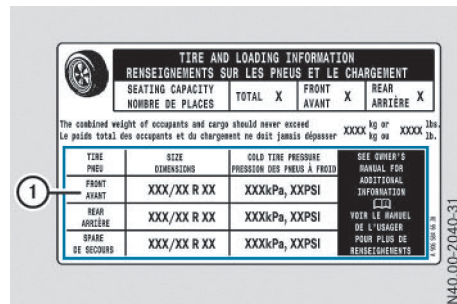 TIRE AND LOADING INFORMATION
RENSEIGNEMENTS SUR LES PNEUS ET LE CHARGEMENT
SEATING CAPACITY
NOMBRE DE PLACES
TOTAL X
FRONT
AVANT
X
REAR
ARRIÈRE
X
The combined weight of occupants and cargo should never exceed XXXX kg or XXXX lbs.
Le poids total des occupants et du chargement ne doit jamais dépasser XXXX kg ou XXXX lb.
TIRE
PNEU
SIZE
DIMENSIONS
COLD TIRE PRESSURE
PRESSION DES PNEUS À FROID
SEE OWNER'S
MANUAL FOR
ADDITIONAL
INFORMATION
VOIR LE MANUEL
DE L'USAGER
POUR PLUS DE
RENSEIGNEMENTS
1
FRONT
AVANT
XXX/XX R XX
XXXkPa, XXPSI
REAR
ARRIÈRE
XXX/XX R XX
XXXkPa, XXPSI
SPARE
DE SECOURS
XXX/XX R XX
XXXkPa, XXPSI
N40.00-2040-31